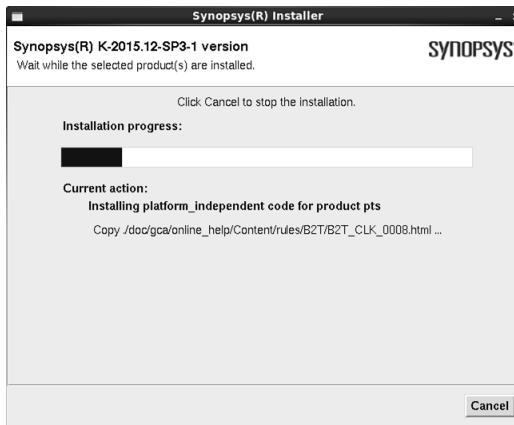 Synopsys(R) Installer
Synopsys(R) K-2015.12-SP3-1 version
SYNOPSYS
Wait while the selected product(s) are installed.
Click Cancel to stop the installation.
Installation progress:
Current action:
Installing platform_independent code for product pts
Copy ./doc/gca/online_help/Content/rules/B2T/B2T_CLK_0008.html ...
Cancel